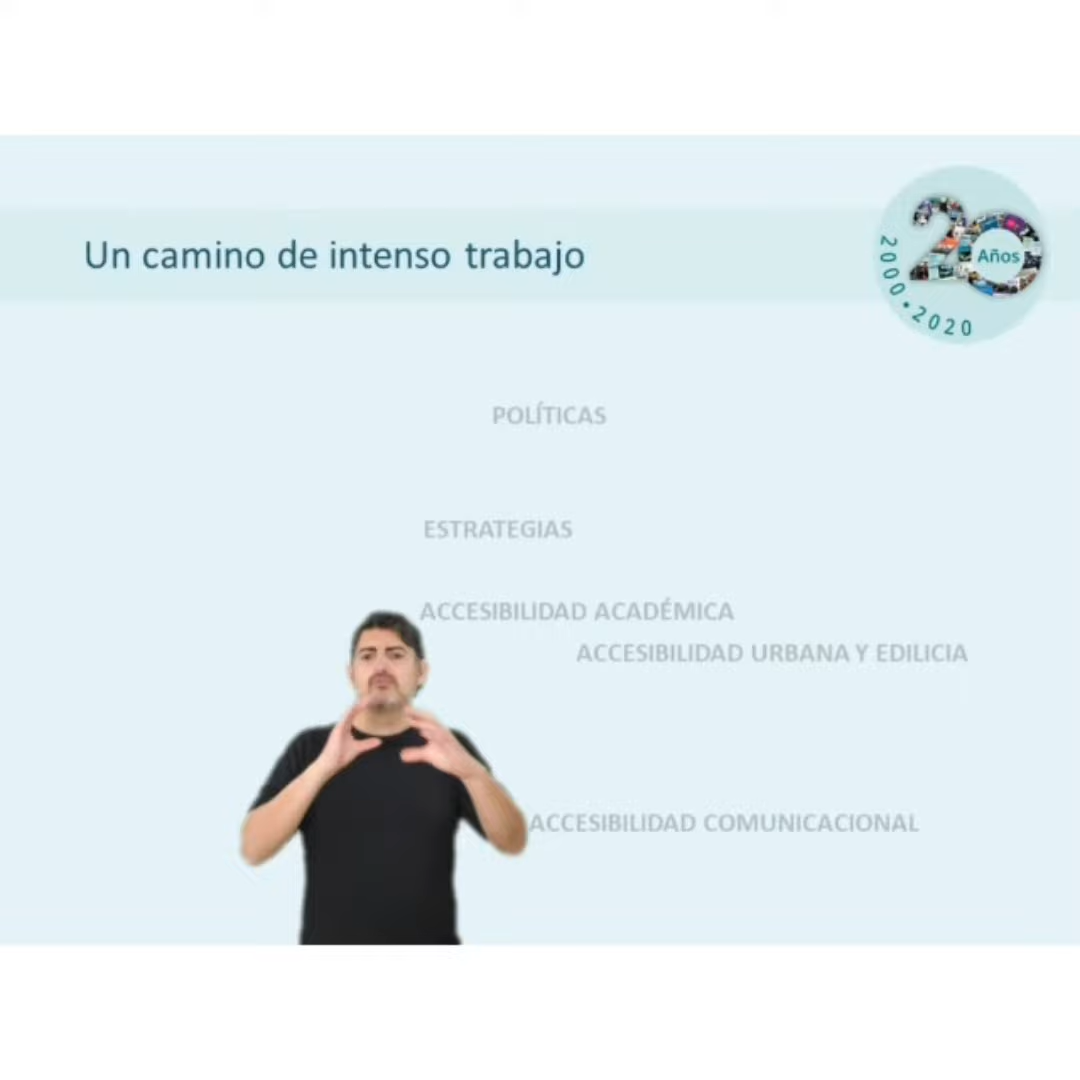 Un camino de intenso trabajo
20
Años
2000 • 2020
POLÍTICAS
ESTRATEGIAS
ACCESIBILIDAD ACADÉMICA
ACCESIBILIDAD URBANA Y EDILICIA
ACCESIBILIDAD COMUNICACIONAL